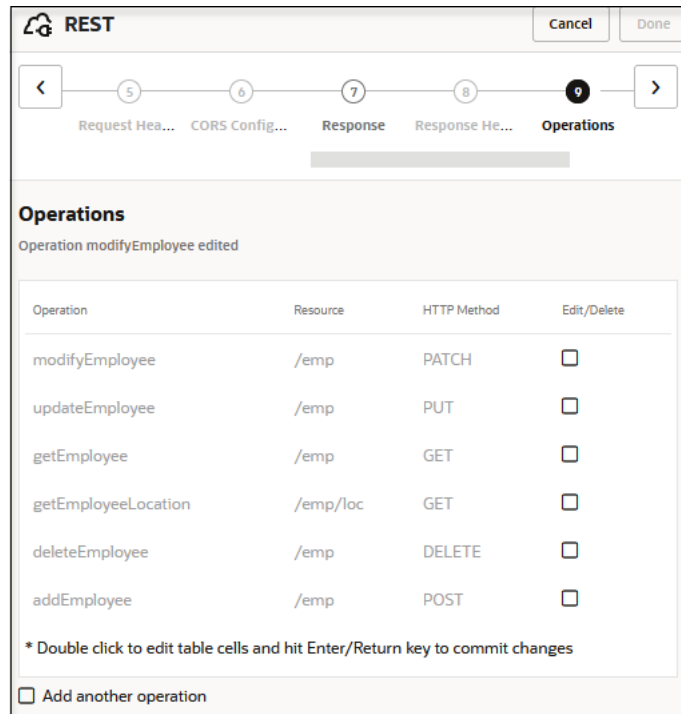 REST Cancel Done
5 6 7 8 9
Request Hea... CORS Config... Response Response He... Operations
Operations
Operation modifyEmployee edited
Operation Resource HTTP Method Edit/Delete
modifyEmployee /emp PATCH
updateEmployee /emp PUT
getEmployee /emp GET
getEmployeeLocation /emp/loc GET
deleteEmployee /emp DELETE
addEmployee /emp POST
* Double click to edit table cells and hit Enter/Return key to commit changes
Add another operation